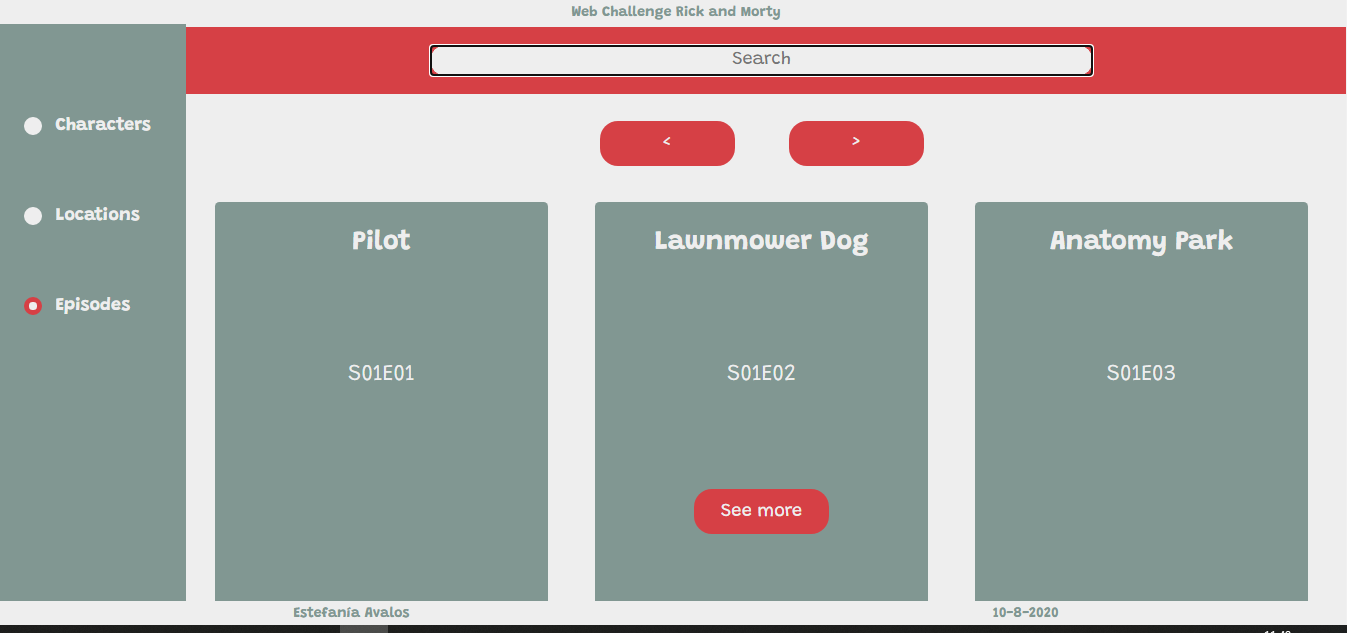 Web Challenge Rick and Morty
Search
Characters
Locations
Episodes
<
>
Pilot
S01E01
Lawnmower Dog
S01E02
See more
Anatomy Park
S01E03
Estefanía Avalos
10-8-2020